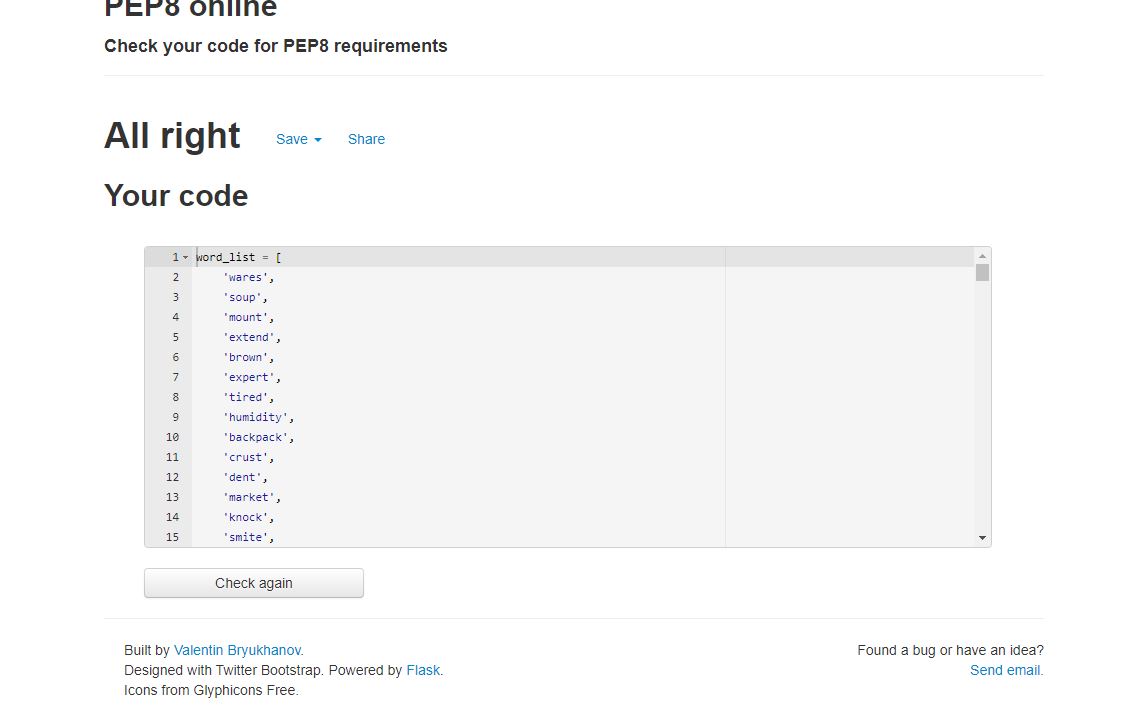 PEP8 online
Check your code for PEP8 requirements
All right Save Share
Your code
1 word_list = [
2 'wares',
3 'soup',
4 'mount',
5 'extend',
6 'brown',
7 'expert',
8 'tired',
9 'humidity',
10 'backpack',
11 'crust',
12 'dent',
13 'market',
14 'knock',
15 'smite',
Check again
Built by Valentin Bryukhanov.
Found a bug or have an idea?
Designed with Twitter Bootstrap. Powered by Flask.
Send email.
Icons from Glyphicons Free.